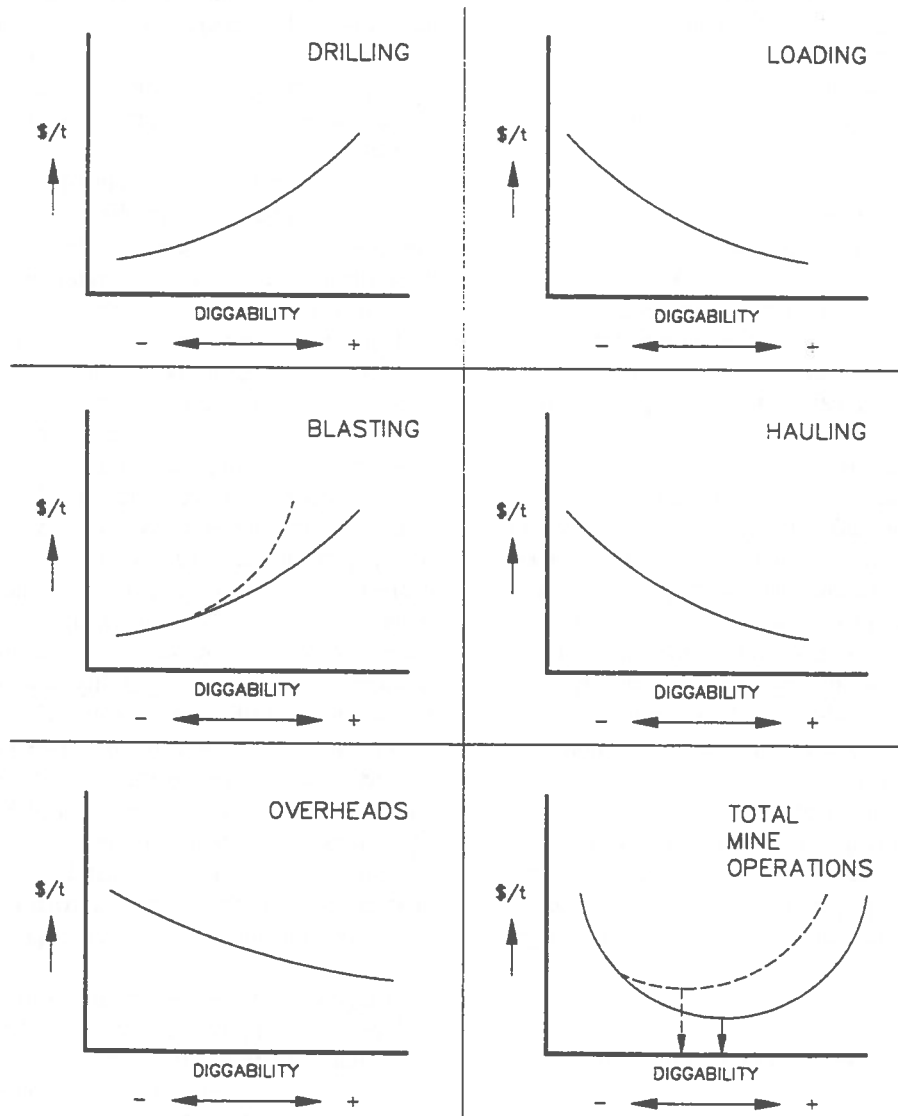 DRILLING
$/t
DIGGABILITY
- +
LOADING
$/t
DIGGABILITY
- +
BLASTING
$/t
DIGGABILITY
- +
HAULING
$/t
DIGGABILITY
- +
OVERHEADS
$/t
DIGGABILITY
- +
TOTAL
MINE
OPERATIONS
$/t
DIGGABILITY
- +